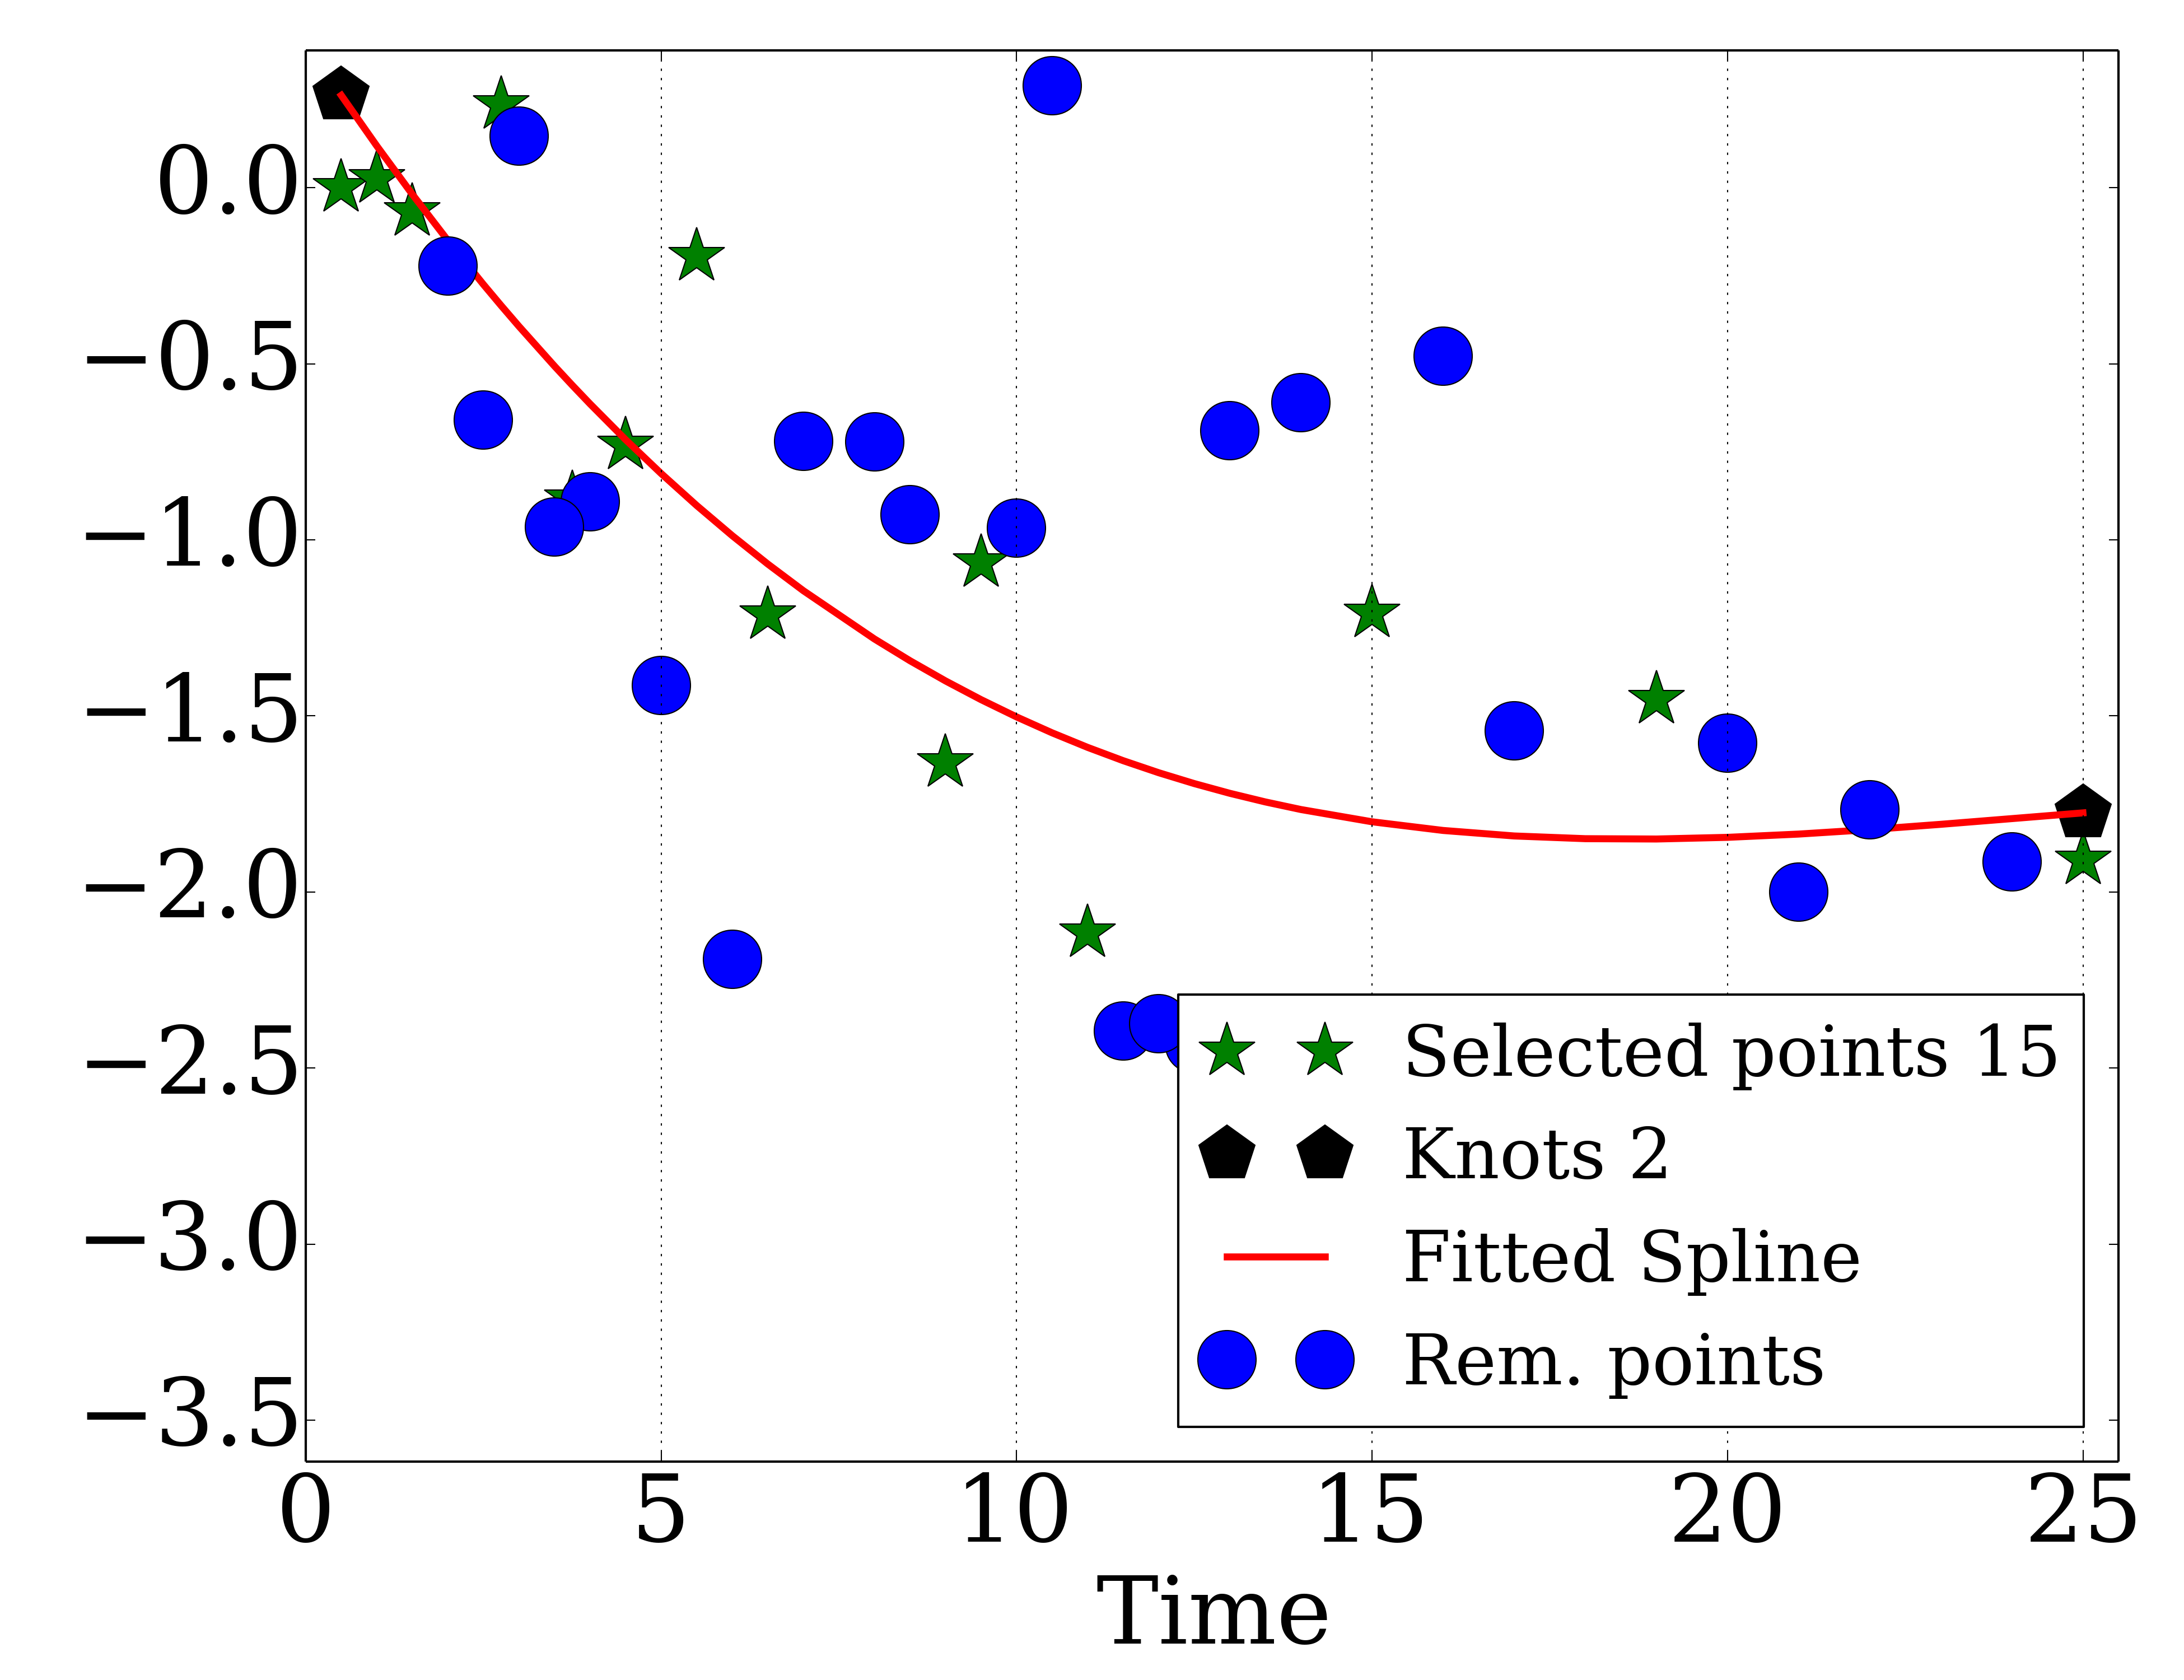 0.0
−0.5
−1.0
−1.5
−2.0
−2.5
−3.0
−3.5
Selected points 15
Knots 2
Fitted Spline
Rem. points
0 5 10 15 20 25
Time